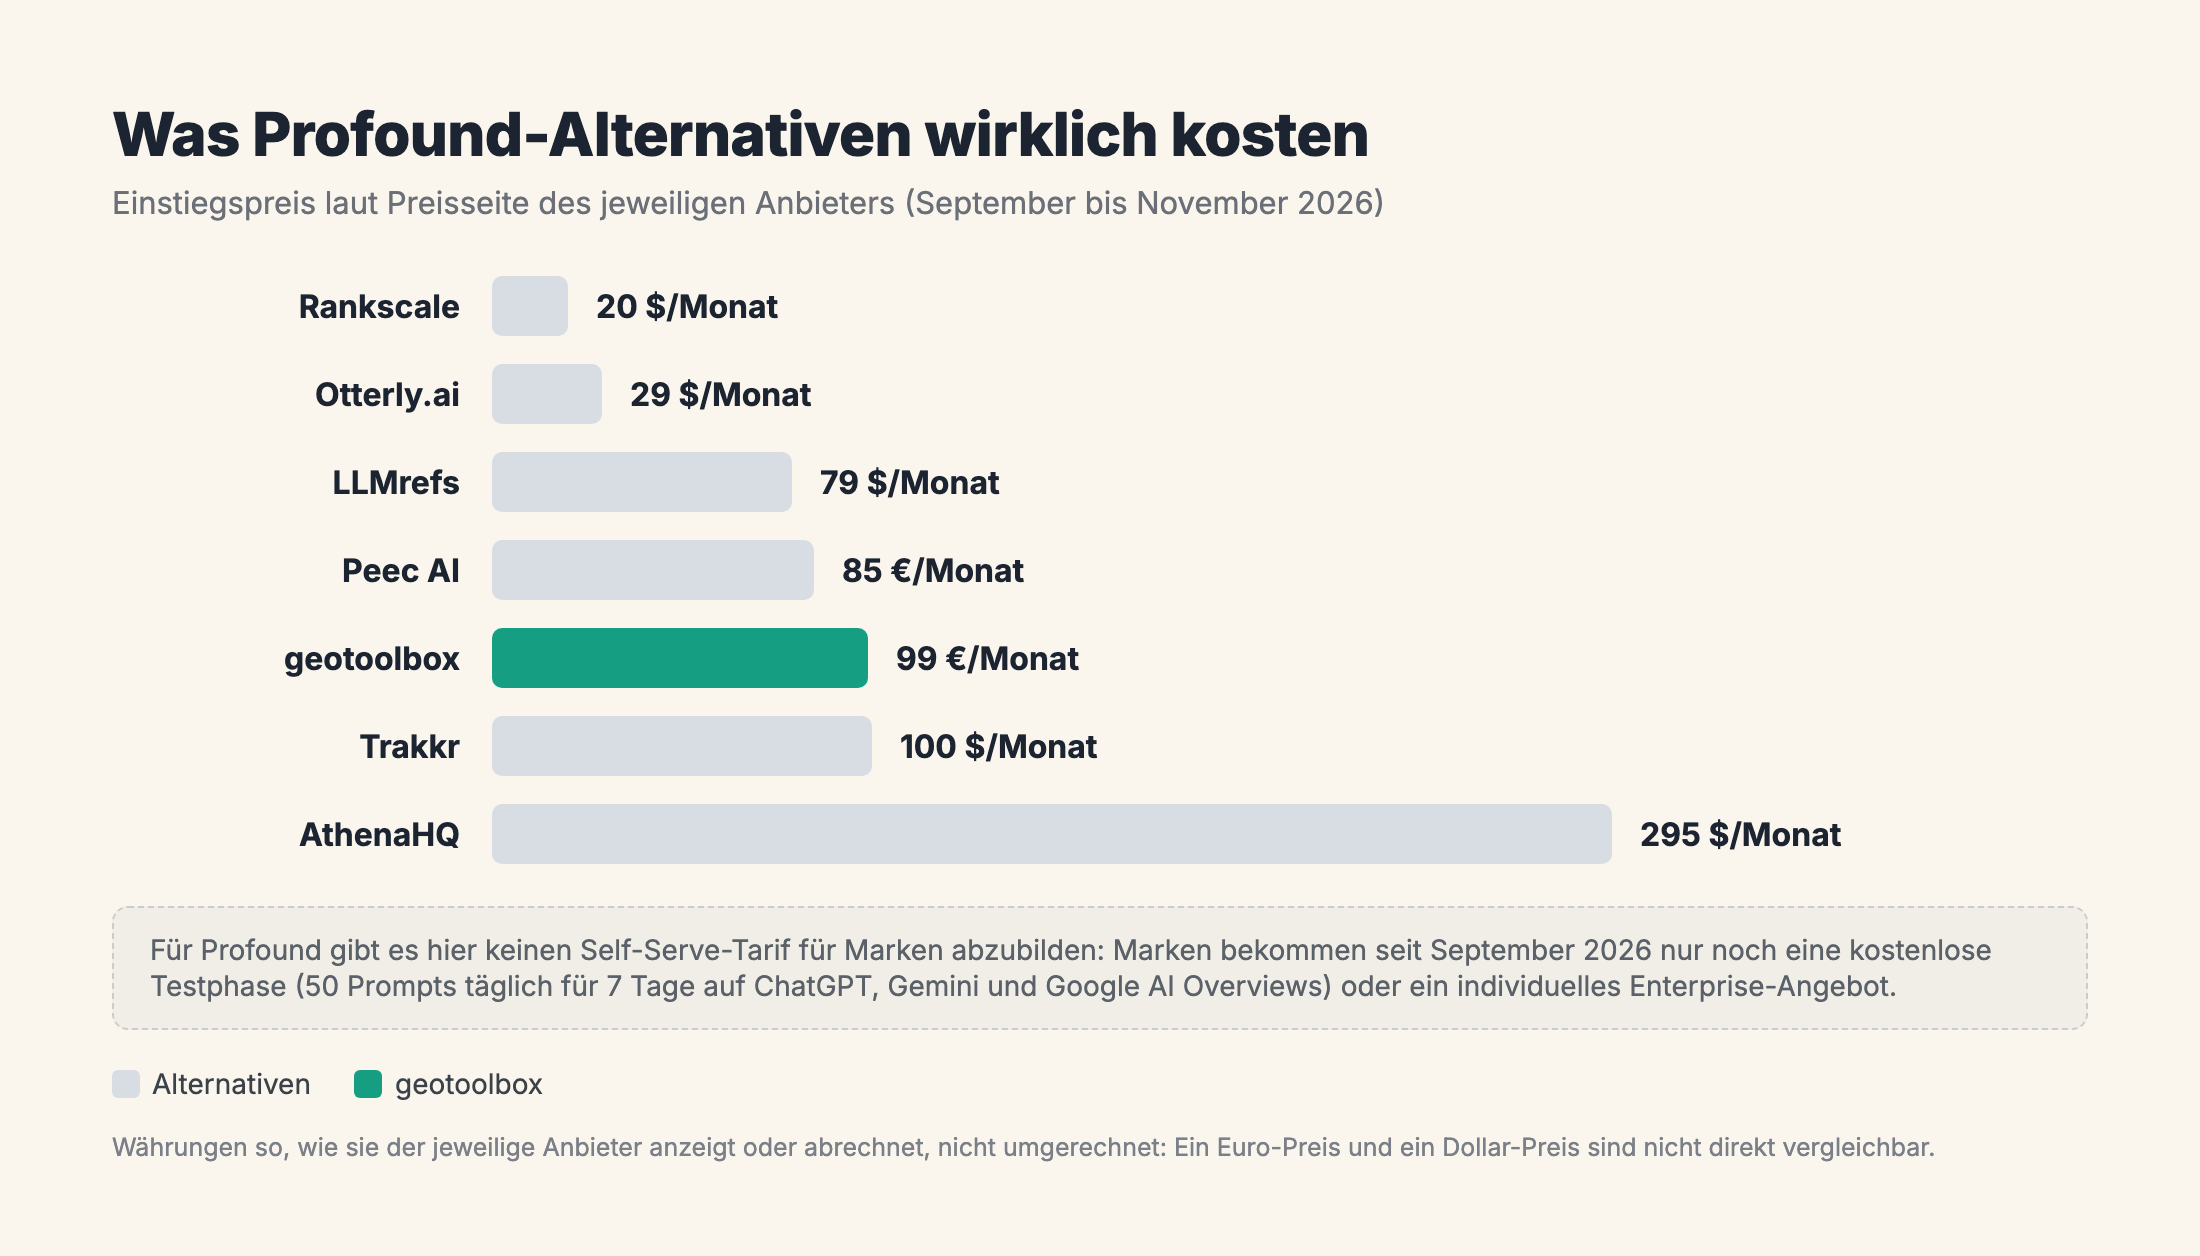 Was Profound-Alternativen wirklich kosten
Einstiegspreis laut Preisseite des jeweiligen Anbieters (September bis November 2026)
Rankscale 20 $/Monat
Otterly.ai 29 $/Monat
LLMrefs 79 $/Monat
Peec AI 85 €/Monat
geotoolbox 99 €/Monat
Trakkr 100 $/Monat
AthenaHQ 295 $/Monat
Für Profound gibt es hier keinen Self-Serve-Tarif für Marken abzubilden: Marken bekommen seit September 2026 nur noch eine kostenlose
Testphase (50 Prompts täglich für 7 Tage auf ChatGPT, Gemini und Google AI Overviews) oder ein individuelles Enterprise-Angebot.
Alternativen geotoolbox
Währungen so, wie sie der jeweilige Anbieter anzeigt oder abrechnet, nicht umgerechnet: Ein Euro-Preis und ein Dollar-Preis sind nicht direkt vergleichbar.